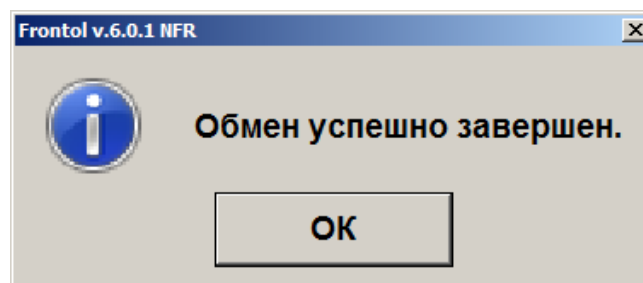 Frontol v.6.0.1 NFR
Обмен успешно завершен.
ОК